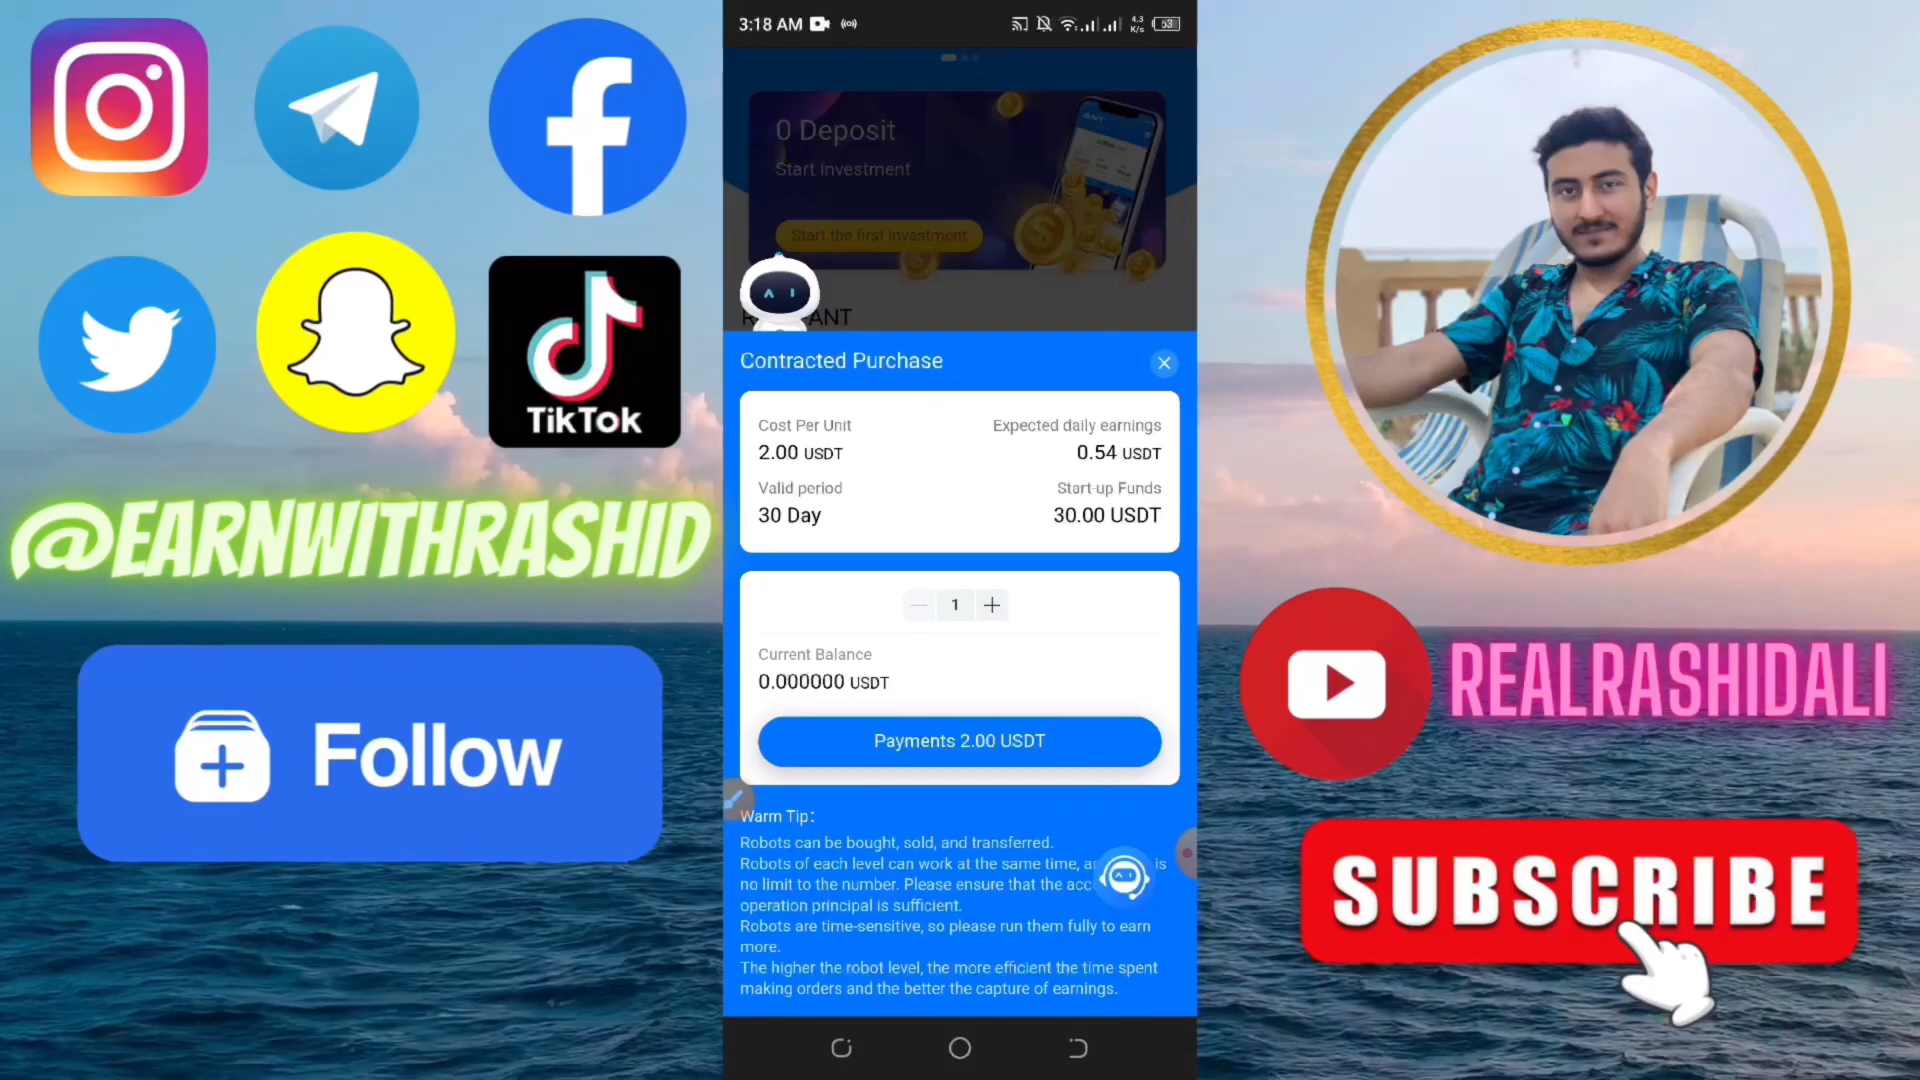 TikTok
@EARNWITHRASHID
Follow
3:18 AM
4.3
K/s
53
0 Deposit
Start Investment
Start the first investment
ANT
Contracted Purchase
Cost Per Unit
Expected daily earnings
2.00 USDT
0.54 USDT
Valid period
Start-up Funds
30 Day
30.00 USDT
1
Current Balance
0.000000 USDT
Payments 2.00 USDT
Warm Tip:
Robots can be bought, sold, and transferred.
Robots of each level can work at the same time, is
no limit to the number. Please ensure that the
operation principal is sufficient.
Robots are time-sensitive, so please run them fully to earn
more.
The higher the robot level, the more efficient the time spent
making orders and the better the capture of earnings.
REALRASHIDALI
SUBSCRIBE